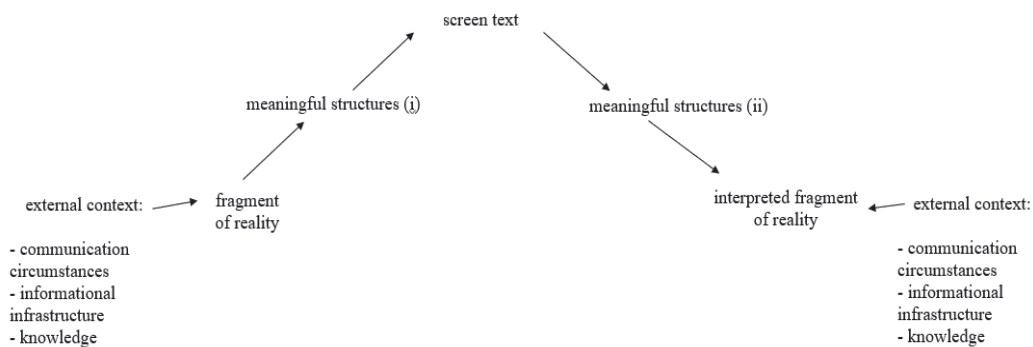 screen text
meaningful structures (i)
meaningful structures (ii)
external context:
fragment
of reality
interpreted fragment
of reality
external context:
- communication
circumstances
- informational
infrastructure
- knowledge
- communication
circumstances
- informational
infrastructure
- knowledge